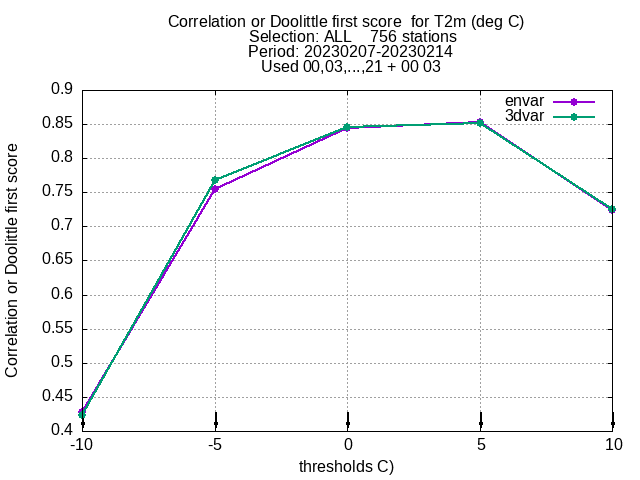 Correlation or Doolittle first score  for T2m (deg C)
Selection: ALL    756 stations
Period: 20230207-20230214
Used 00,03,...,21 + 00 03
envar
3dvar
0.9
0.85
0.8
0.75
0.7
0.65
0.6
0.55
0.5
0.45
0.4
Correlation or Doolittle first score
-10 -5 0 5 10
thresholds C)